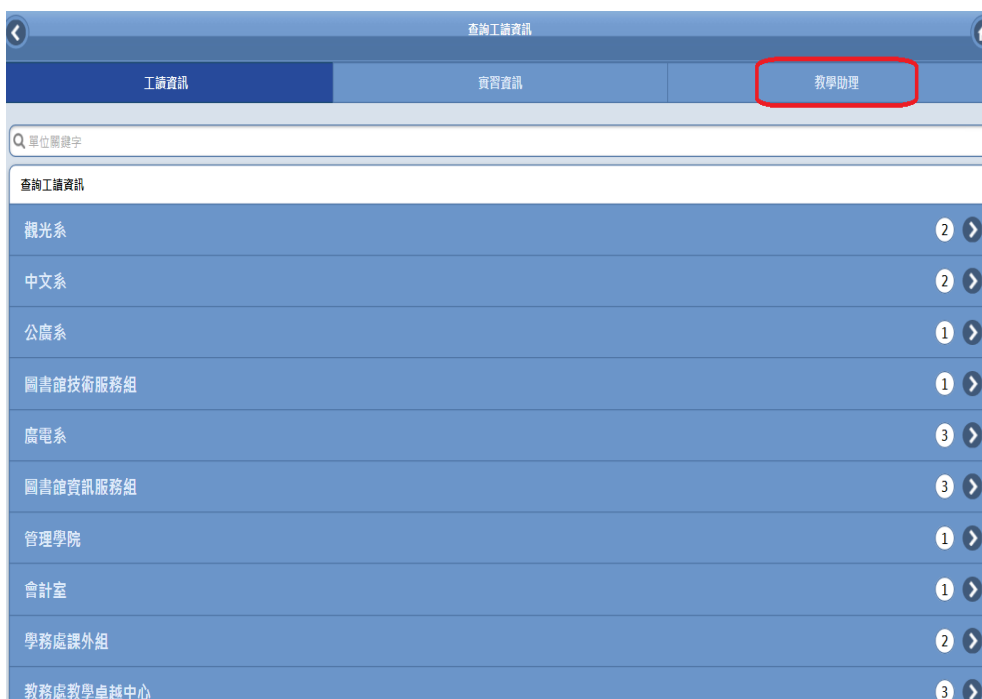 查詢工讀資訊
工讀資訊 實習資訊 教學助理
單位關鍵字
查詢工讀資訊
觀光系 2
中文系 2
公廣系 1
圖書館技術服務組 1
廣電系 3
圖書館資訊服務組 3
管理學院 1
會計室 1
學務處課外組 2
教務處教學卓越中心 3